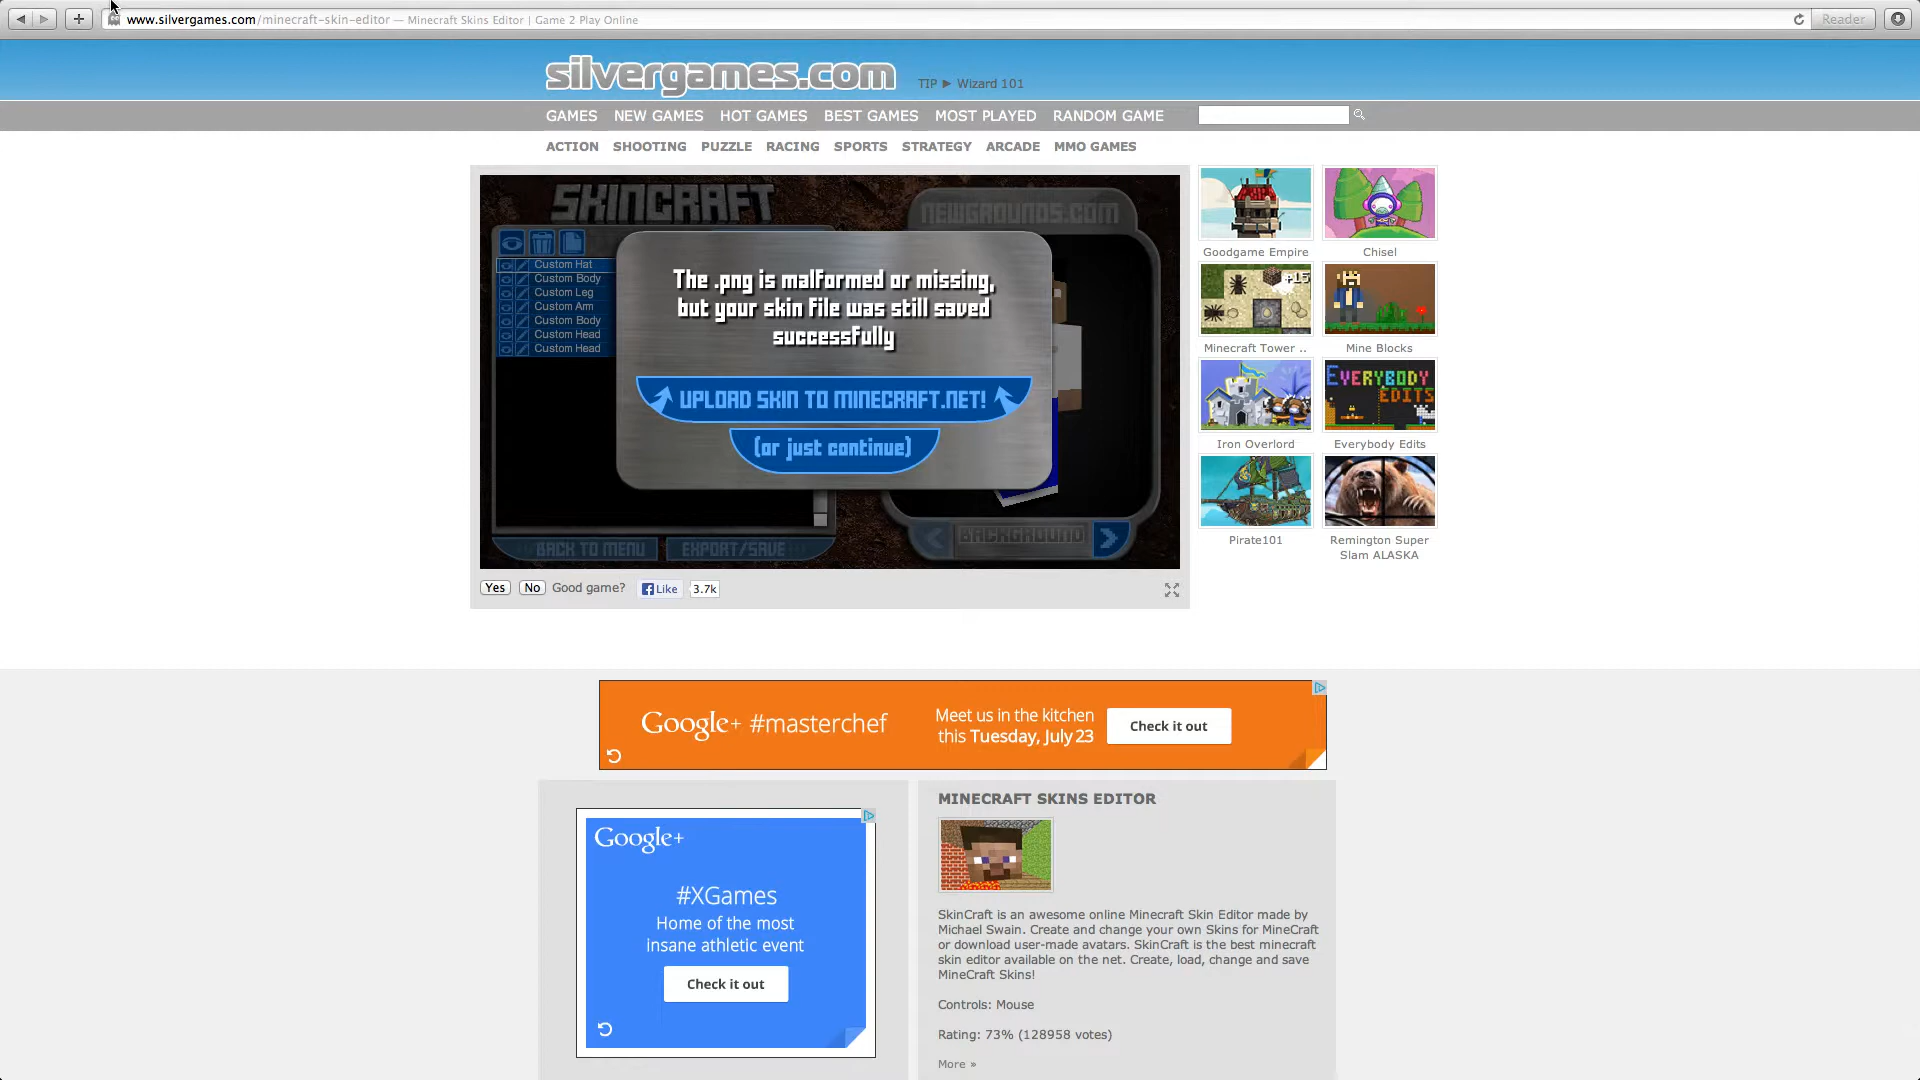 www.silvergames.com/minecraft-skin-editor — Minecraft Skins Editor | Game 2 Play Online
Reader
silvergames.com
TIP ► Wizard 101
GAMES NEW GAMES HOT GAMES BEST GAMES MOST PLAYED RANDOM GAME
ACTION SHOOTING PUZZLE RACING SPORTS STRATEGY ARCADE MMO GAMES
SKINCRAFT
NEWGROUNDS.COM
Custom Hat
Custom Body
Custom Leg
Custom Arm
Custom Body
Custom Head
Custom Head
The .png is malformed or missing,
but your skin file was still saved
successfully
UPLOAD SKIN TO MINECRAFT.NET!
(or just continue)
BACK TO MENU
EXPORT/SAVE
BACKGROUND
Yes No Good game? Like 3.7k
Goodgame Empire
Chisel
+15
Minecraft Tower ..
Mine Blocks
EVERYBODY
EDITS
Iron Overlord
Everybody Edits
Pirate101
Remington Super
Slam ALASKA
Google+ #masterchef
Meet us in the kitchen
this Tuesday, July 23
Check it out
Google+
#XGames
Home of the most
insane athletic event
Check it out
MINECRAFT SKINS EDITOR
SkinCraft is an awesome online Minecraft Skin Editor made by
Michael Swain. Create and change your own Skins for MineCraft
or download user-made avatars. SkinCraft is the best minecraft
skin editor available on the net. Create, load, change and save
MineCraft Skins!
Controls: Mouse
Rating: 73% (128958 votes)
More »